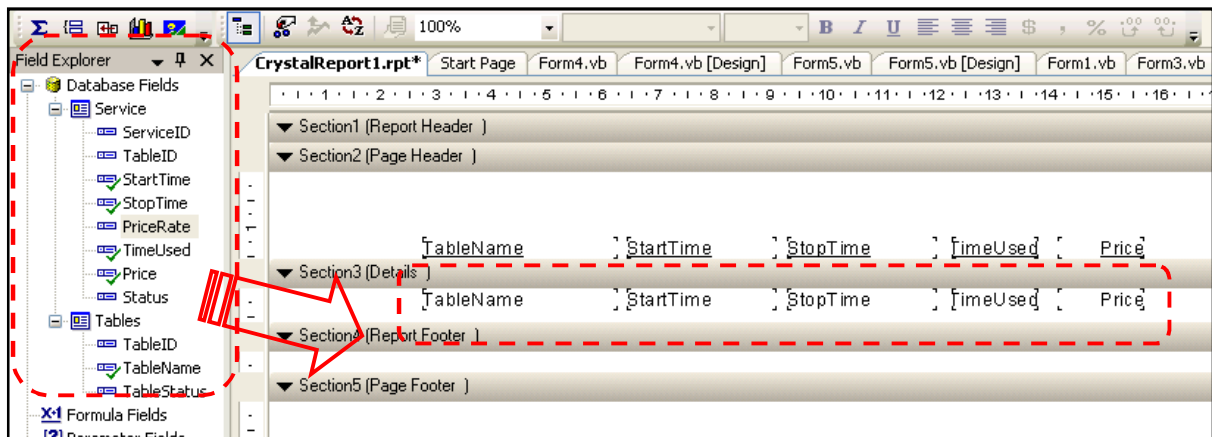 100% B I U $ , %
Field Explorer
CrystalReport1.rpt* Start Page Form4.vb Form4.vb [Design] Form5.vb Form5.vb [Design] Form1.vb Form3.vb
Database Fields
Service
ServiceID
TableID
StartTime
StopTime
PriceRate
TimeUsed
Price
Status
Tables
TableID
TableName
TableStatus
Formula Fields
1 2 3 4 5 6 7 8 9 10 11 12 13 14 15 16
Section1 (Report Header )
Section2 (Page Header )
TableName StartTime StopTime TimeUsed Price
Section3 (Details )
TableName StartTime StopTime TimeUsed Price
Section4 (Report Footer )
Section5 (Page Footer )